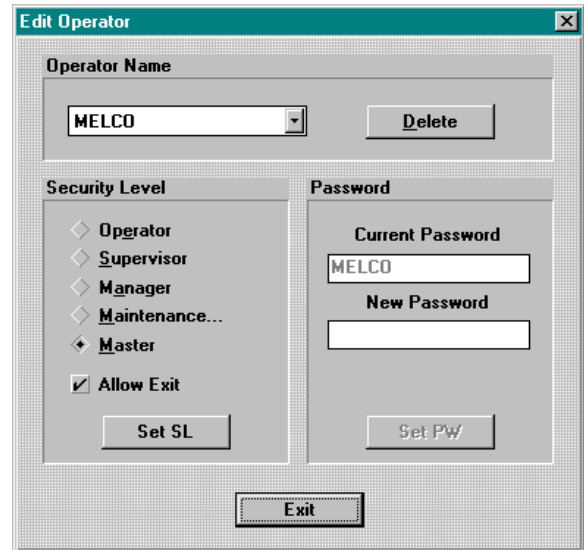 Edit Operator
Operator Name
MELCO
Delete
Security Level
Operator
Supervisor
Manager
Maintenance...
Master
Allow Exit
Set SL
Password
Current Password
MELCO
New Password
Set PW
Exit